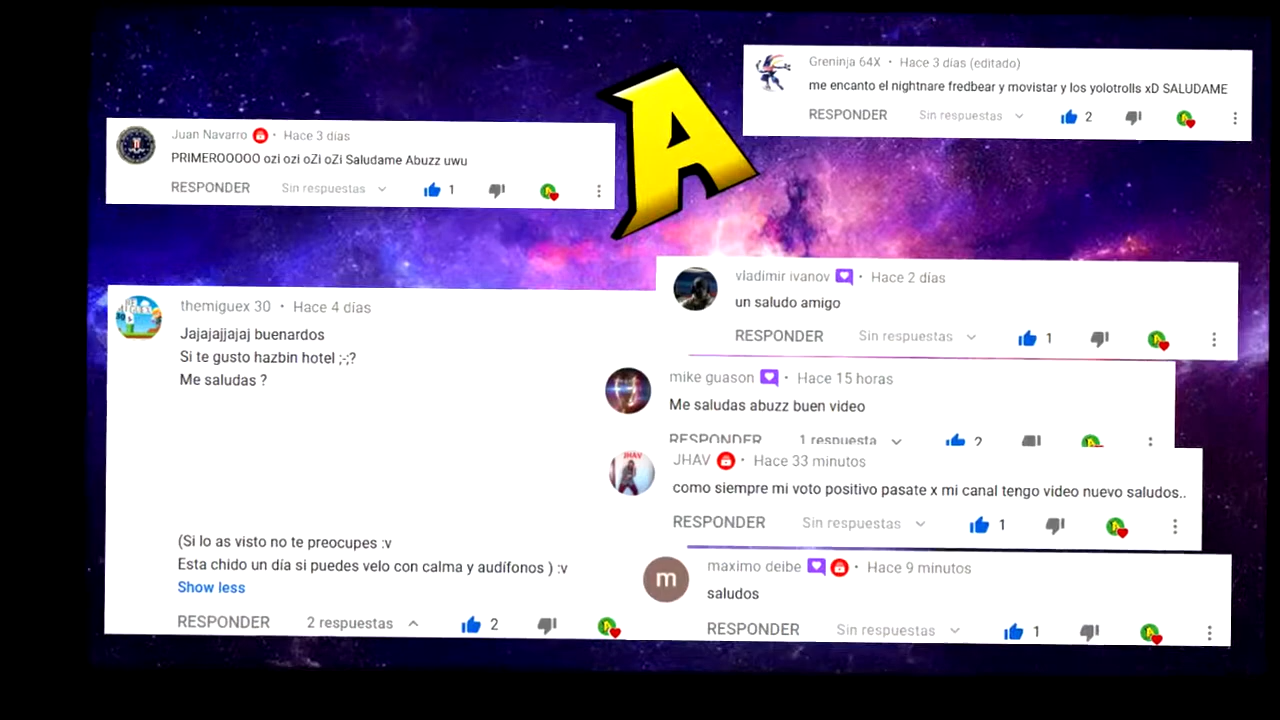 A
Greninja 64X • Hace 3 días (editado)
me encanto el nightnare fredbear y movistar y los yolotrolls xD SALUDAME
RESPONDER Sin respuestas 2
Juan Navarro • Hace 3 días
PRIMEROOOOO ozi ozi oZi oZi Saludame Abuzz uwu
RESPONDER Sin respuestas 1
themiguex 30 • Hace 4 días
Jajajajjajaj buenardos
Si te gusto hazbin hotel ;-;?
Me saludas ?
(Si lo as visto no te preocupes :v
Esta chido un día si puedes velo con calma y audífonos ) :v
Show less
RESPONDER 2 respuestas 2
vladimir ivanov • Hace 2 días
un saludo amigo
RESPONDER Sin respuestas 1
mike guason • Hace 15 horas
Me saludas abuzz buen video
RESPONDER 1 respuesta 2
JHAV
JHAV • Hace 33 minutos
como siempre mi voto positivo pasate x mi canal tengo video nuevo saludos..
RESPONDER Sin respuestas 1
m
maximo deibe • Hace 9 minutos
saludos
RESPONDER Sin respuestas 1